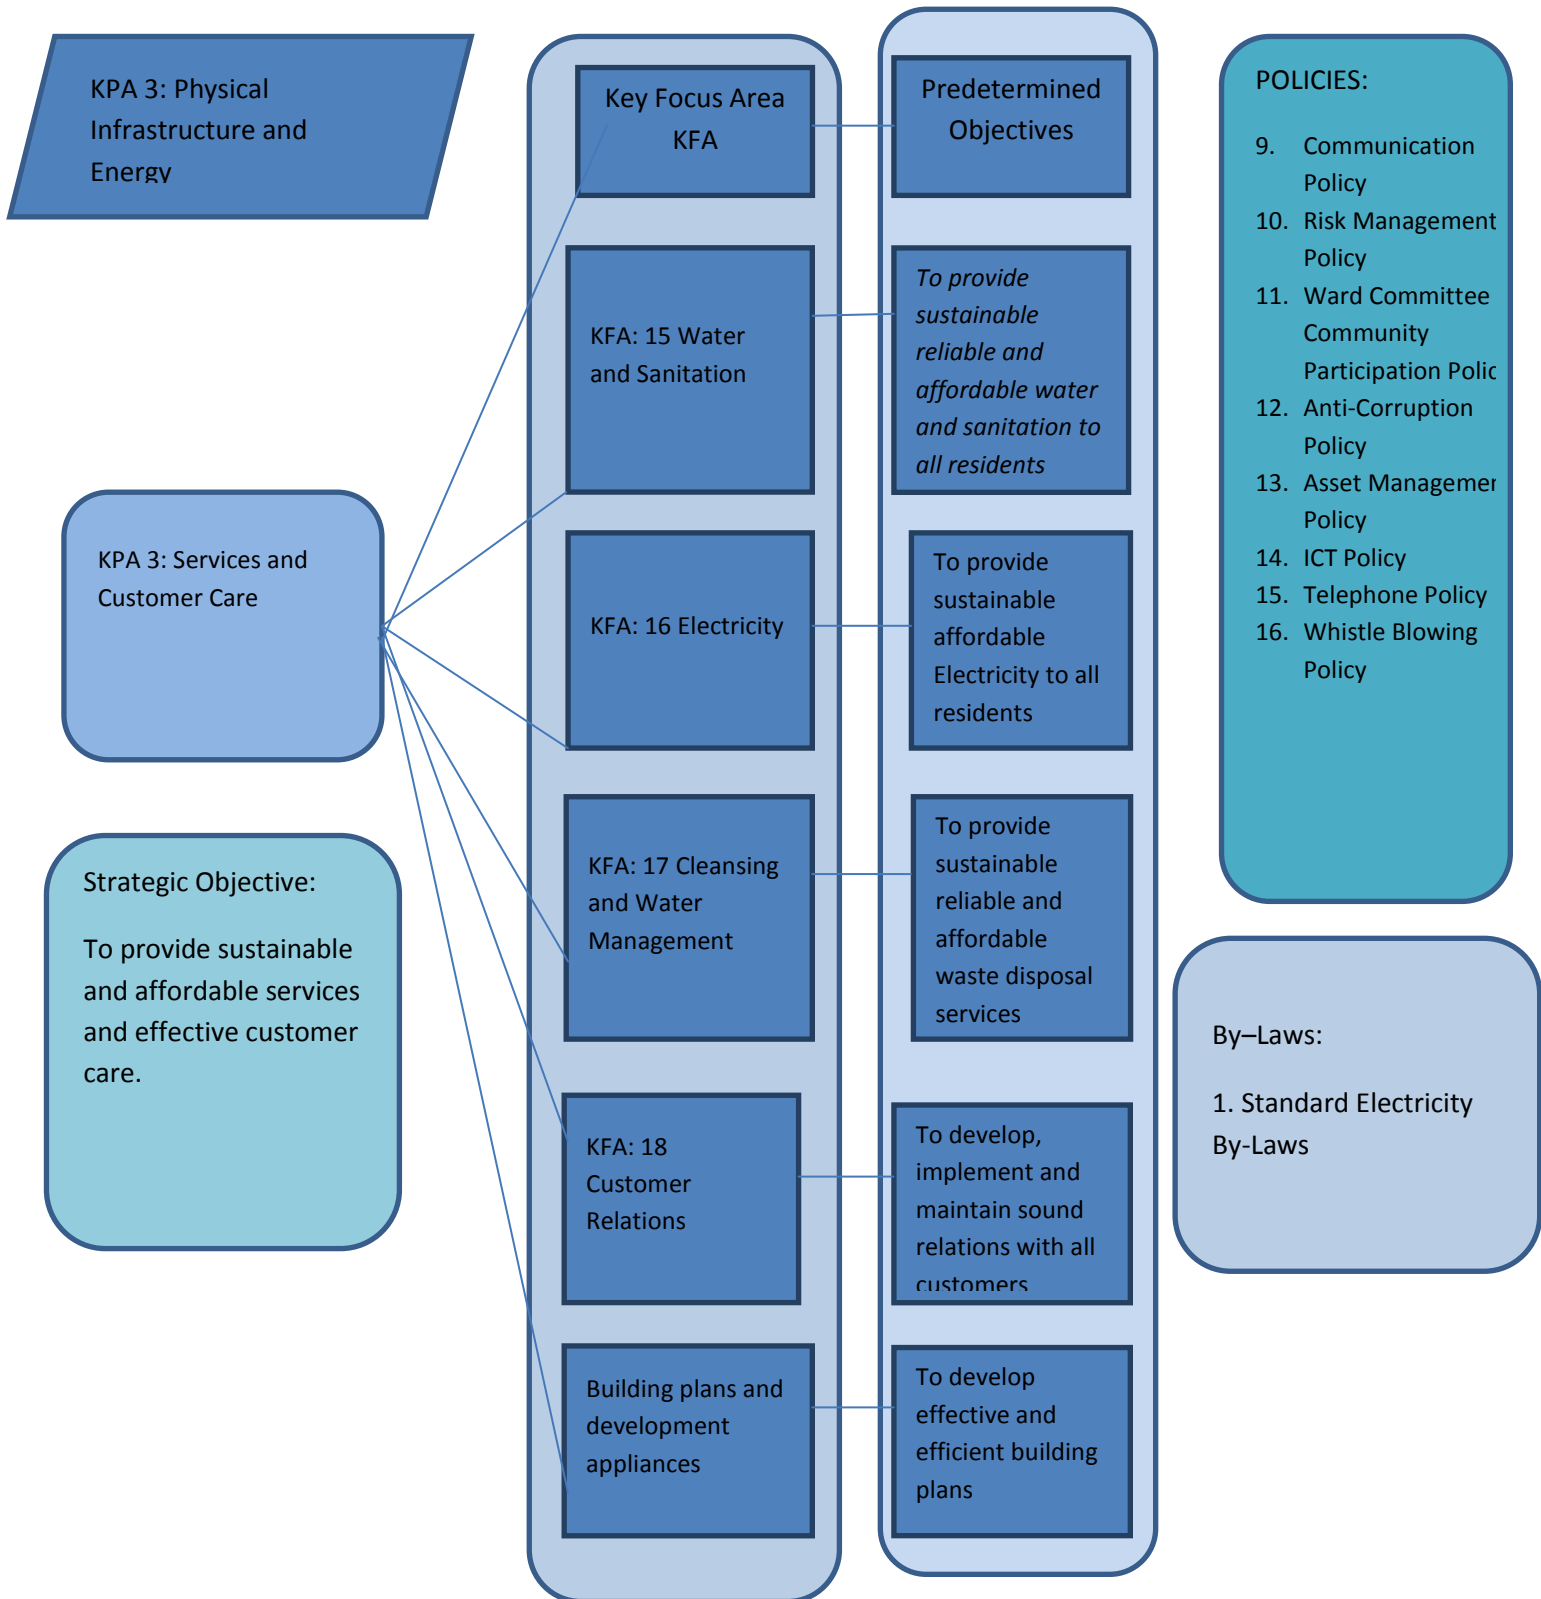 KPA 3: Physical
Infrastructure and
Energy
KPA 3: Services and
Customer Care
Strategic Objective:
To provide sustainable
and affordable services
and effective customer
care.
Key Focus Area
KFA
KFA: 15 Water
and Sanitation
KFA: 16 Electricity
KFA: 17 Cleansing
and Water
Management
KFA: 18
Customer
Relations
Building plans and
development
appliances
Predetermined
Objectives
To provide
sustainable
reliable and
affordable water
and sanitation to
all residents
To provide
sustainable
affordable
Electricity to all
residents
To provide
sustainable
reliable and
affordable
waste disposal
services
To develop,
implement and
maintain sound
relations with all
customers
To develop
effective and
efficient building
plans
POLICIES:
9. Communication
Policy
10. Risk Management
Policy
11. Ward Committee
Community
Participation Polic
12. Anti-Corruption
Policy
13. Asset Managemen
Policy
14. ICT Policy
15. Telephone Policy
16. Whistle Blowing
Policy
By–Laws:
1. Standard Electricity
By-Laws